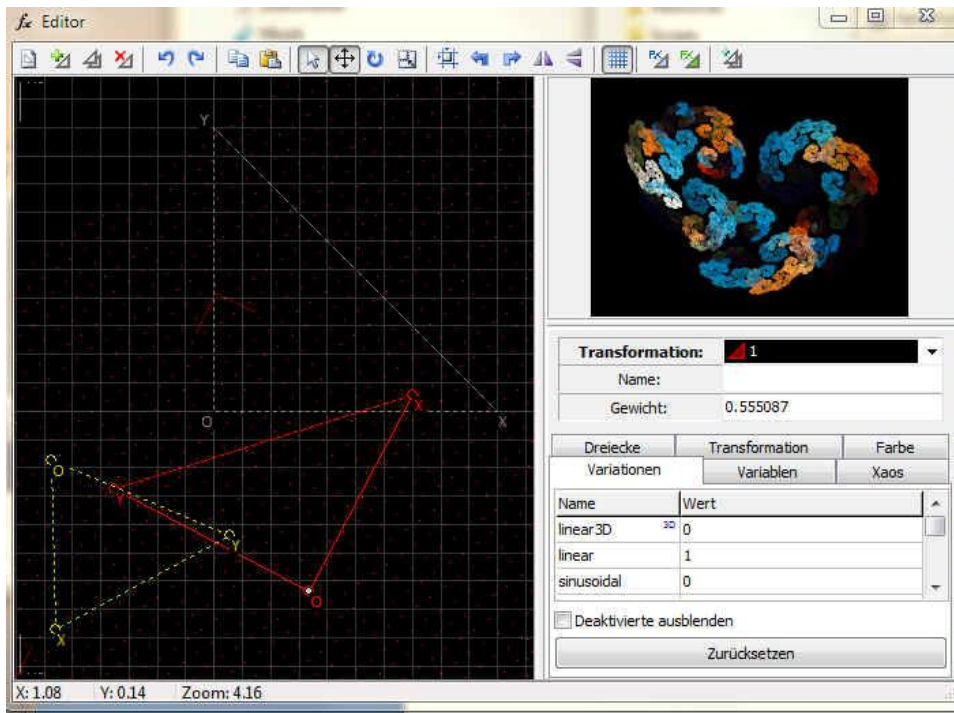 fx Editor
Y
O
X
X
Y
O
O
Y
X
Transformation: 1
Name:
Gewicht: 0.555087
Dreiecke Transformation Farbe
Variationen Variablen Xaos
Name Wert
linear3D 3D 0
linear 1
sinusoidal 0
Deaktivierte ausblenden
Zurücksetzen
X: 1.08 Y: 0.14 Zoom: 4.16